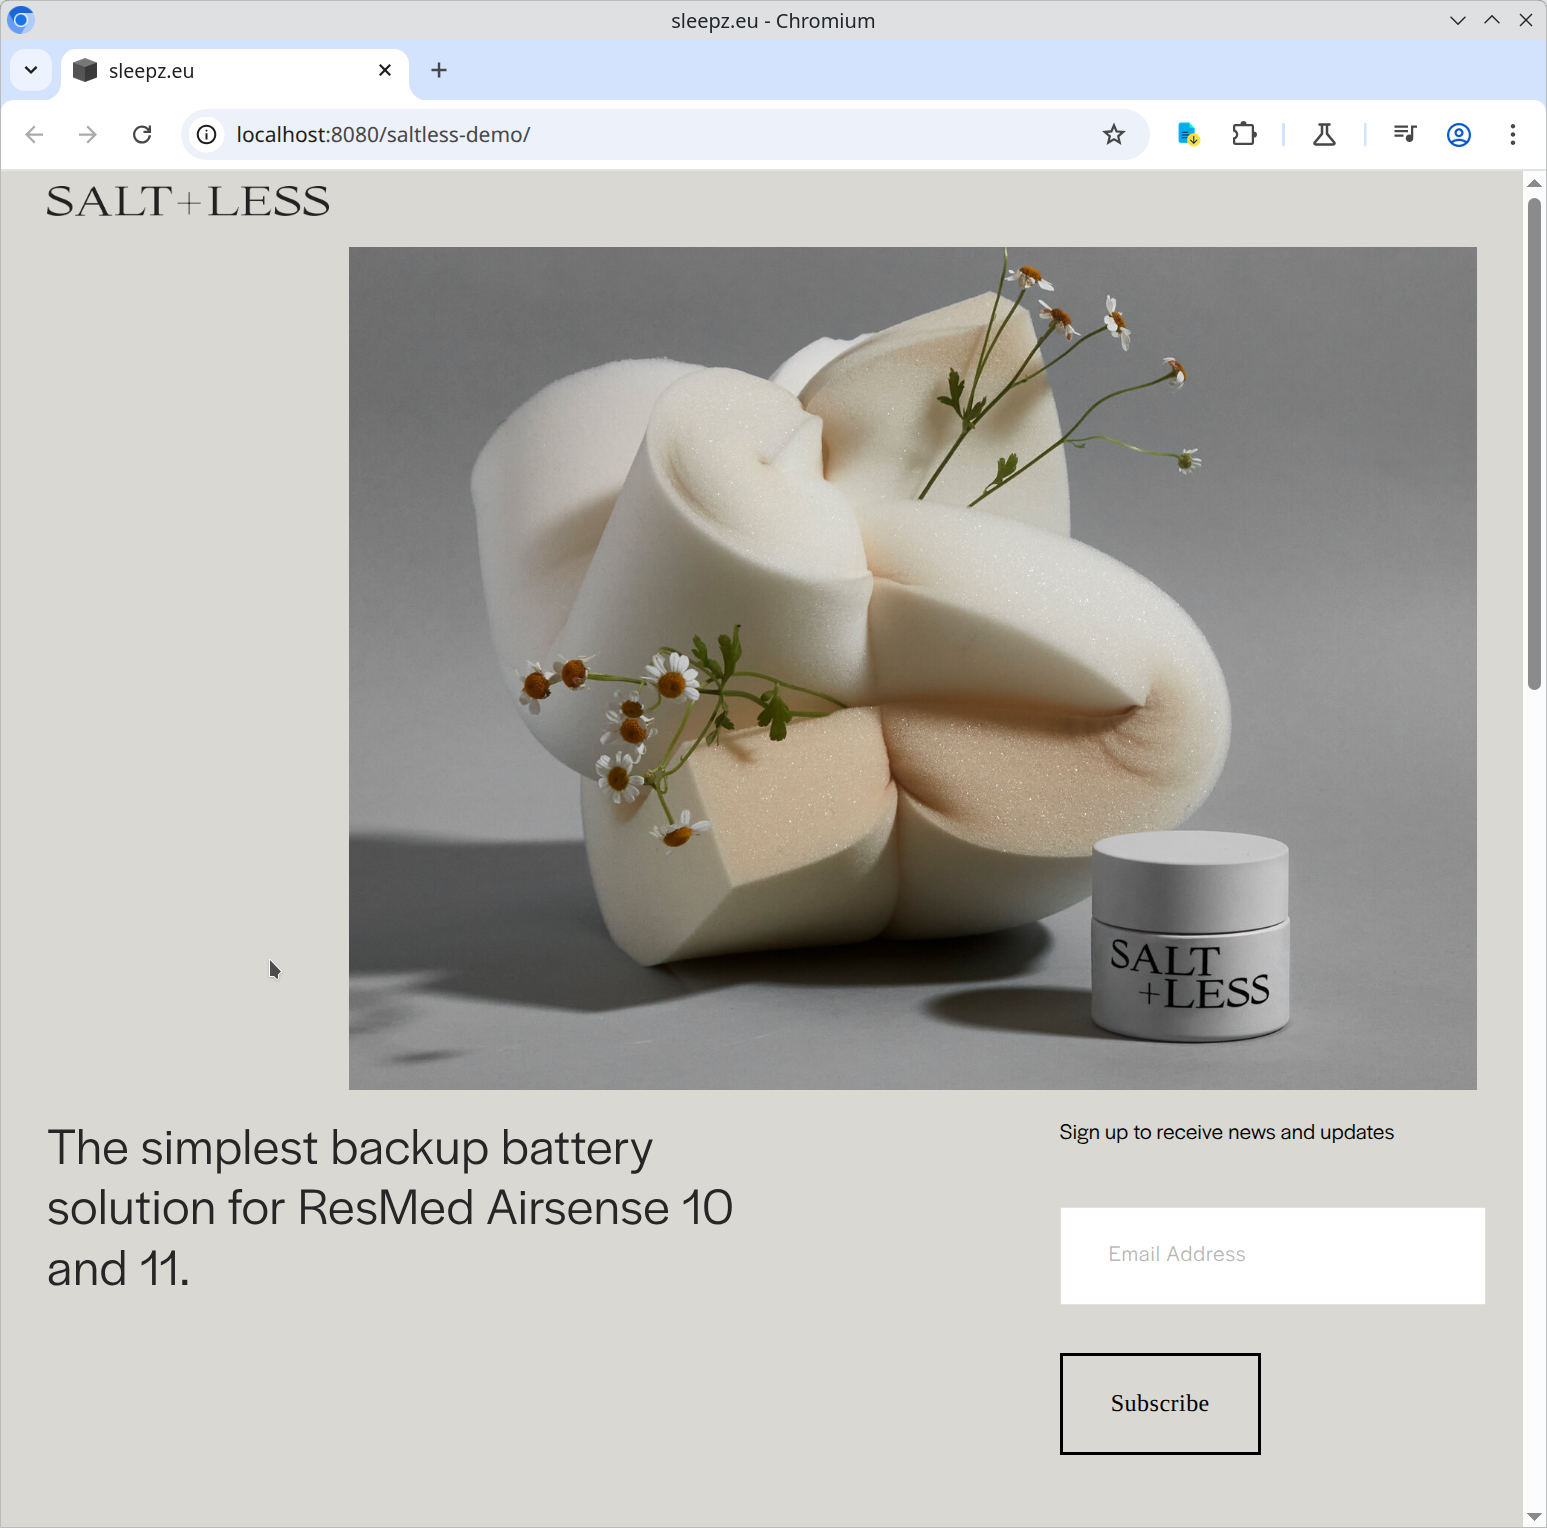 sleepz.eu - Chromium
sleepz.eu
localhost:8080/saltless-demo/
SALT+LESS
SALT
+LESS
The simplest backup battery
solution for ResMed Airsense 10
and 11.
Sign up to receive news and updates
Email Address
Subscribe